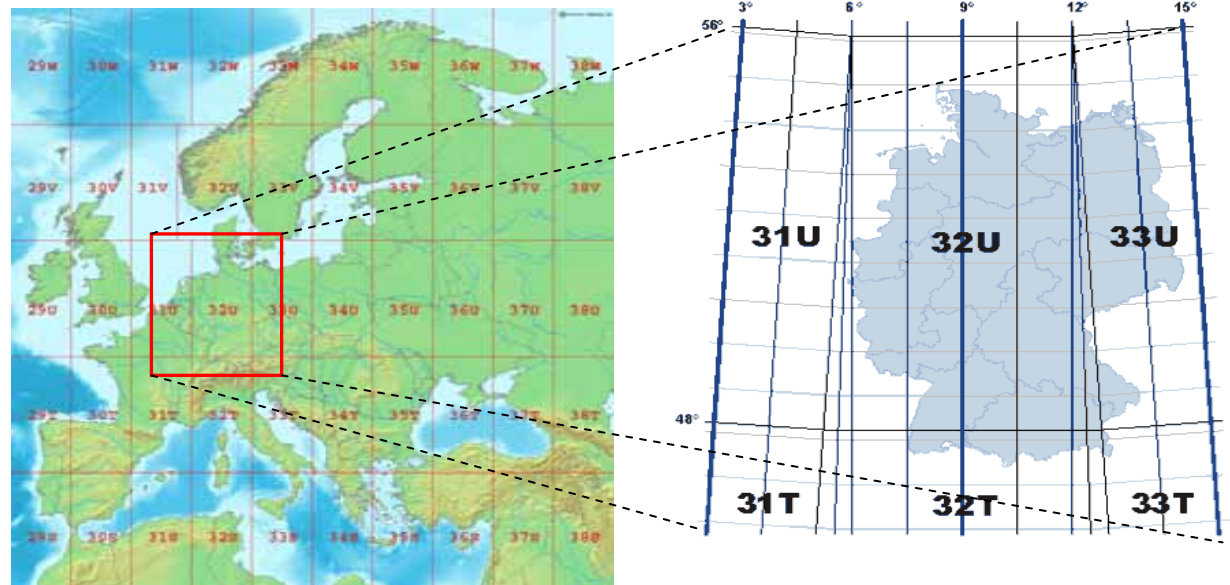 29W 30W 31W 32W 33W 34W 35W 36W 37W 38W
29V 30V 31V 32V 33V 34V 35V 36V 37V 38V
29U 30U 31U 32U 33U 34U 35U 36U 37U 38U
29T 30T 31T 32T 33T 34T 35T 36T 37T 38T
29S 30S 31S 32S 33S 34S 35S 36S 37S 38S
3° 6° 9° 12° 15°
56°
31U 32U 33U
48°
31T 32T 33T